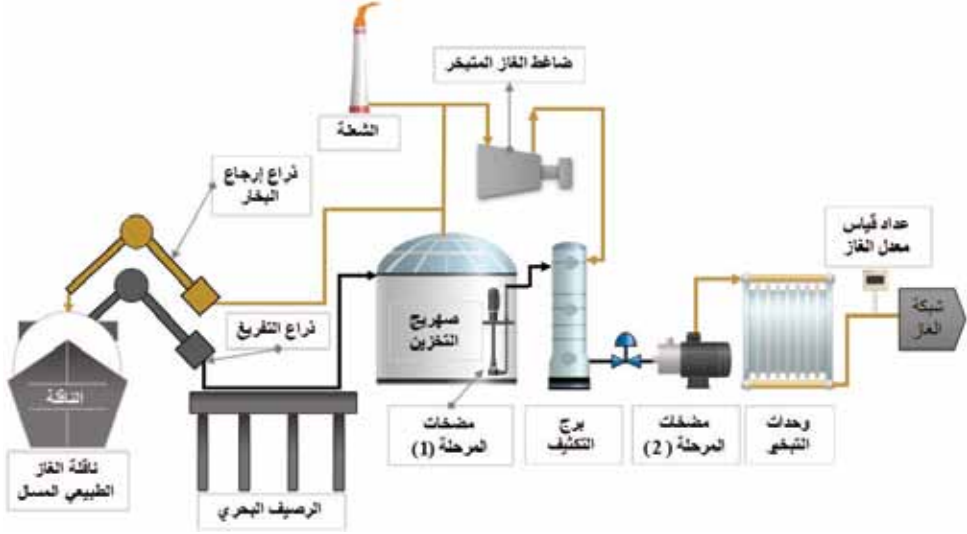 ضاغط الغاز المتبخر
الشعلة
ذراع إرجاع
البخار
عداد قياس
معدل الغاز
شبكة
الغاز
صهريج
التخزين
ذراع التفريغ
الناقلة
مضخات
المرحلة (1)
برج
التكثيف
مضخات
المرحلة (2)
وحدات
التبخير
ناقلة الغاز
الطبيعي المسال
الرصيف البحري